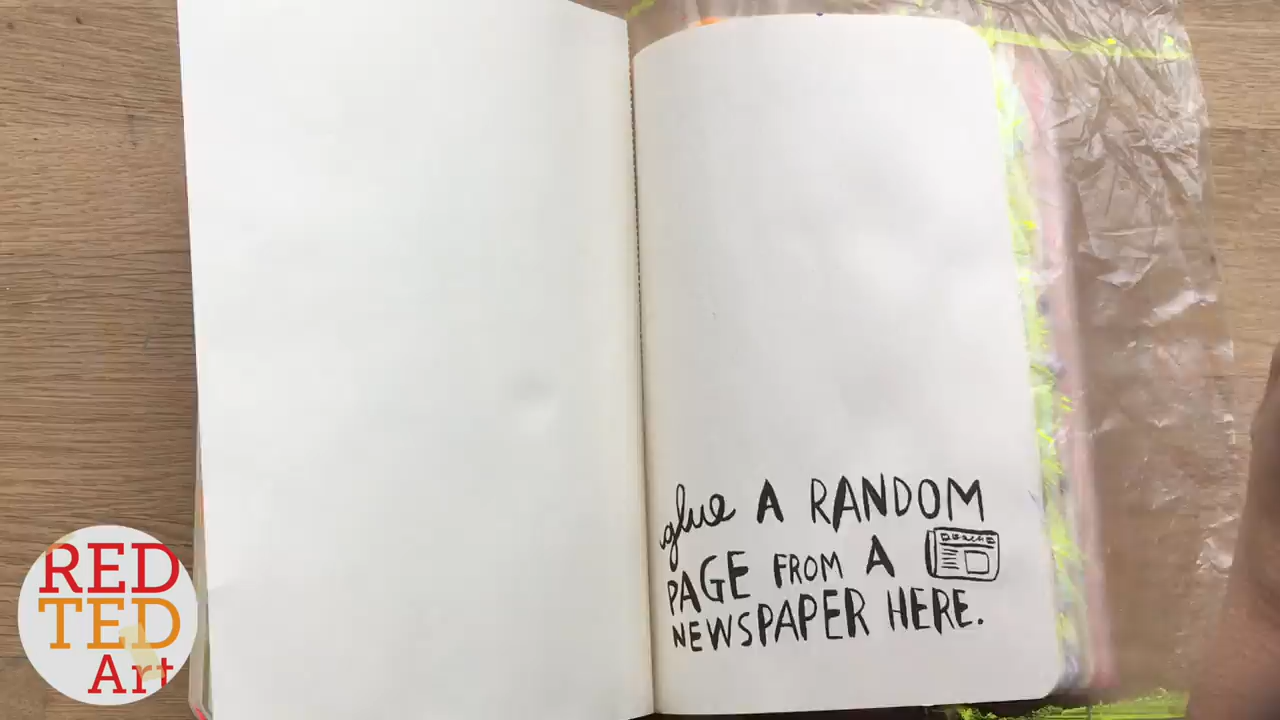 glue A RANDOM
PAGE FROM A
NEWSPAPER HERE.
RED
TED
Art